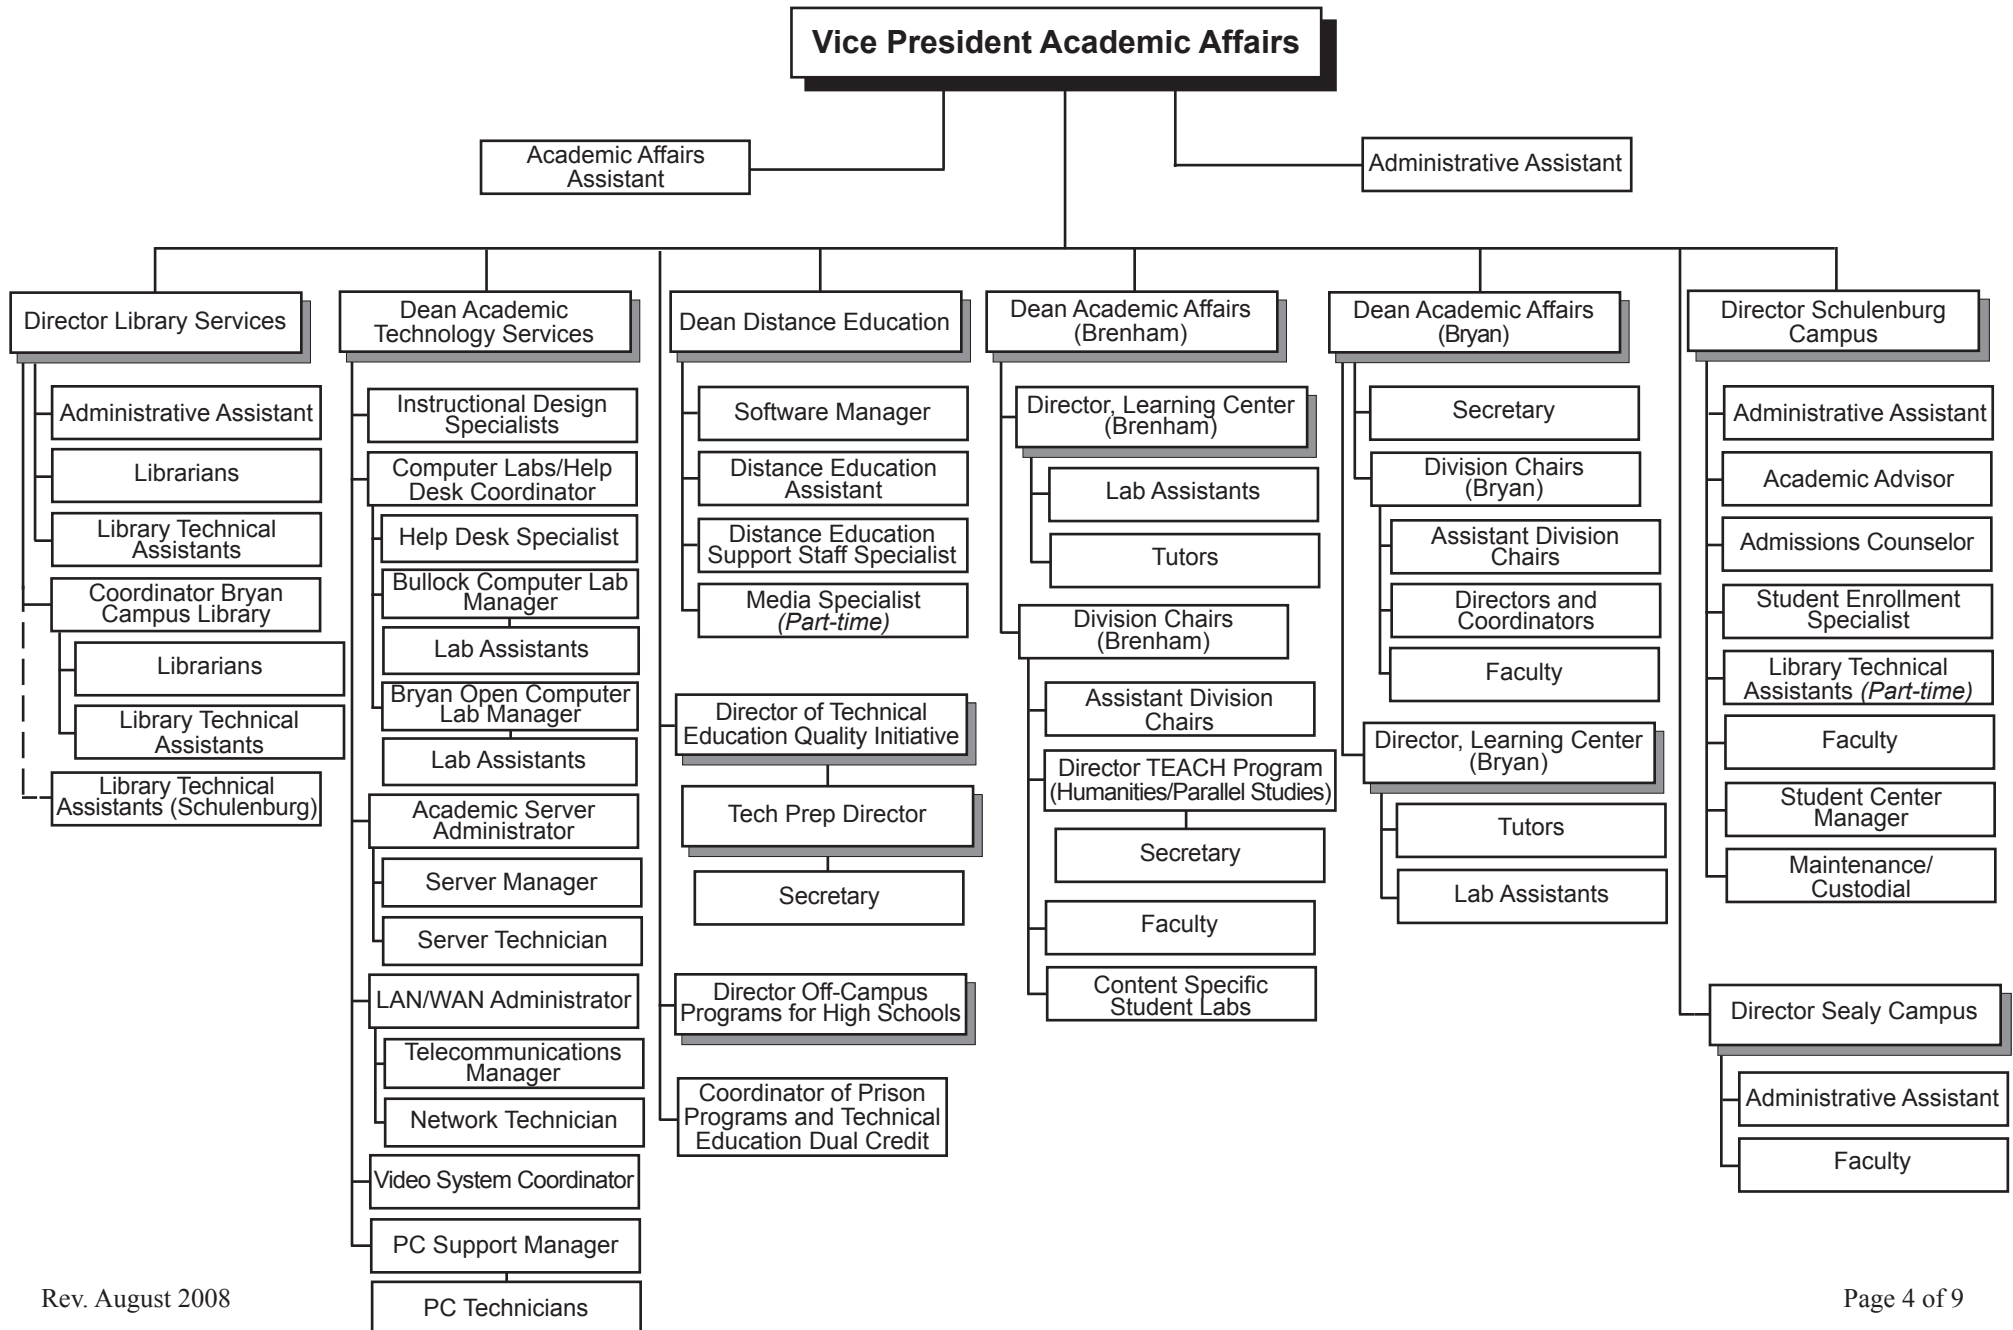 Vice President Academic Affairs
Academic Affairs
Assistant
Administrative Assistant
Director Library Services
Administrative Assistant
Librarians
Library Technical
Assistants
Coordinator Bryan
Campus Library
Librarians
Library Technical
Assistants
Library Technical
Assistants (Schulenburg)
Dean Academic
Technology Services
Instructional Design
Specialists
Computer Labs/Help
Desk Coordinator
Help Desk Specialist
Bullock Computer Lab
Manager
Lab Assistants
Bryan Open Computer
Lab Manager
Lab Assistants
Academic Server
Administrator
Server Manager
Server Technician
LAN/WAN Administrator
Telecommunications
Manager
Network Technician
Video System Coordinator
PC Support Manager
PC Technicians
Dean Distance Education
Software Manager
Distance Education
Assistant
Distance Education
Support Staff Specialist
Media Specialist
(Part-time)
Director of Technical
Education Quality Initiative
Tech Prep Director
Secretary
Director Off-Campus
Programs for High Schools
Coordinator of Prison
Programs and Technical
Education Dual Credit
Dean Academic Affairs
(Brenham)
Director, Learning Center
(Brenham)
Lab Assistants
Tutors
Division Chairs
(Brenham)
Assistant Division
Chairs
Director TEACH Program
(Humanities/Parallel Studies)
Secretary
Faculty
Content Specific
Student Labs
Dean Academic Affairs
(Bryan)
Secretary
Division Chairs
(Bryan)
Assistant Division
Chairs
Directors and
Coordinators
Faculty
Director, Learning Center
(Bryan)
Tutors
Lab Assistants
Director Schulenburg
Campus
Administrative Assistant
Academic Advisor
Admissions Counselor
Student Enrollment
Specialist
Library Technical
Assistants (Part-time)
Faculty
Student Center
Manager
Maintenance/
Custodial
Director Sealy Campus
Administrative Assistant
Faculty
Rev. August 2008
Page 4 of 9